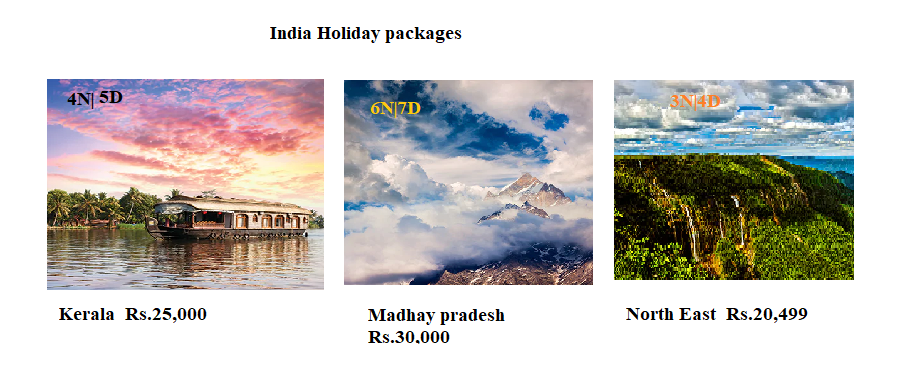 India Holiday packages
4N| 5D
6N|7D
3N|4D
Kerala Rs.25,000
Madhay pradesh
Rs.30,000
North East Rs.20,499